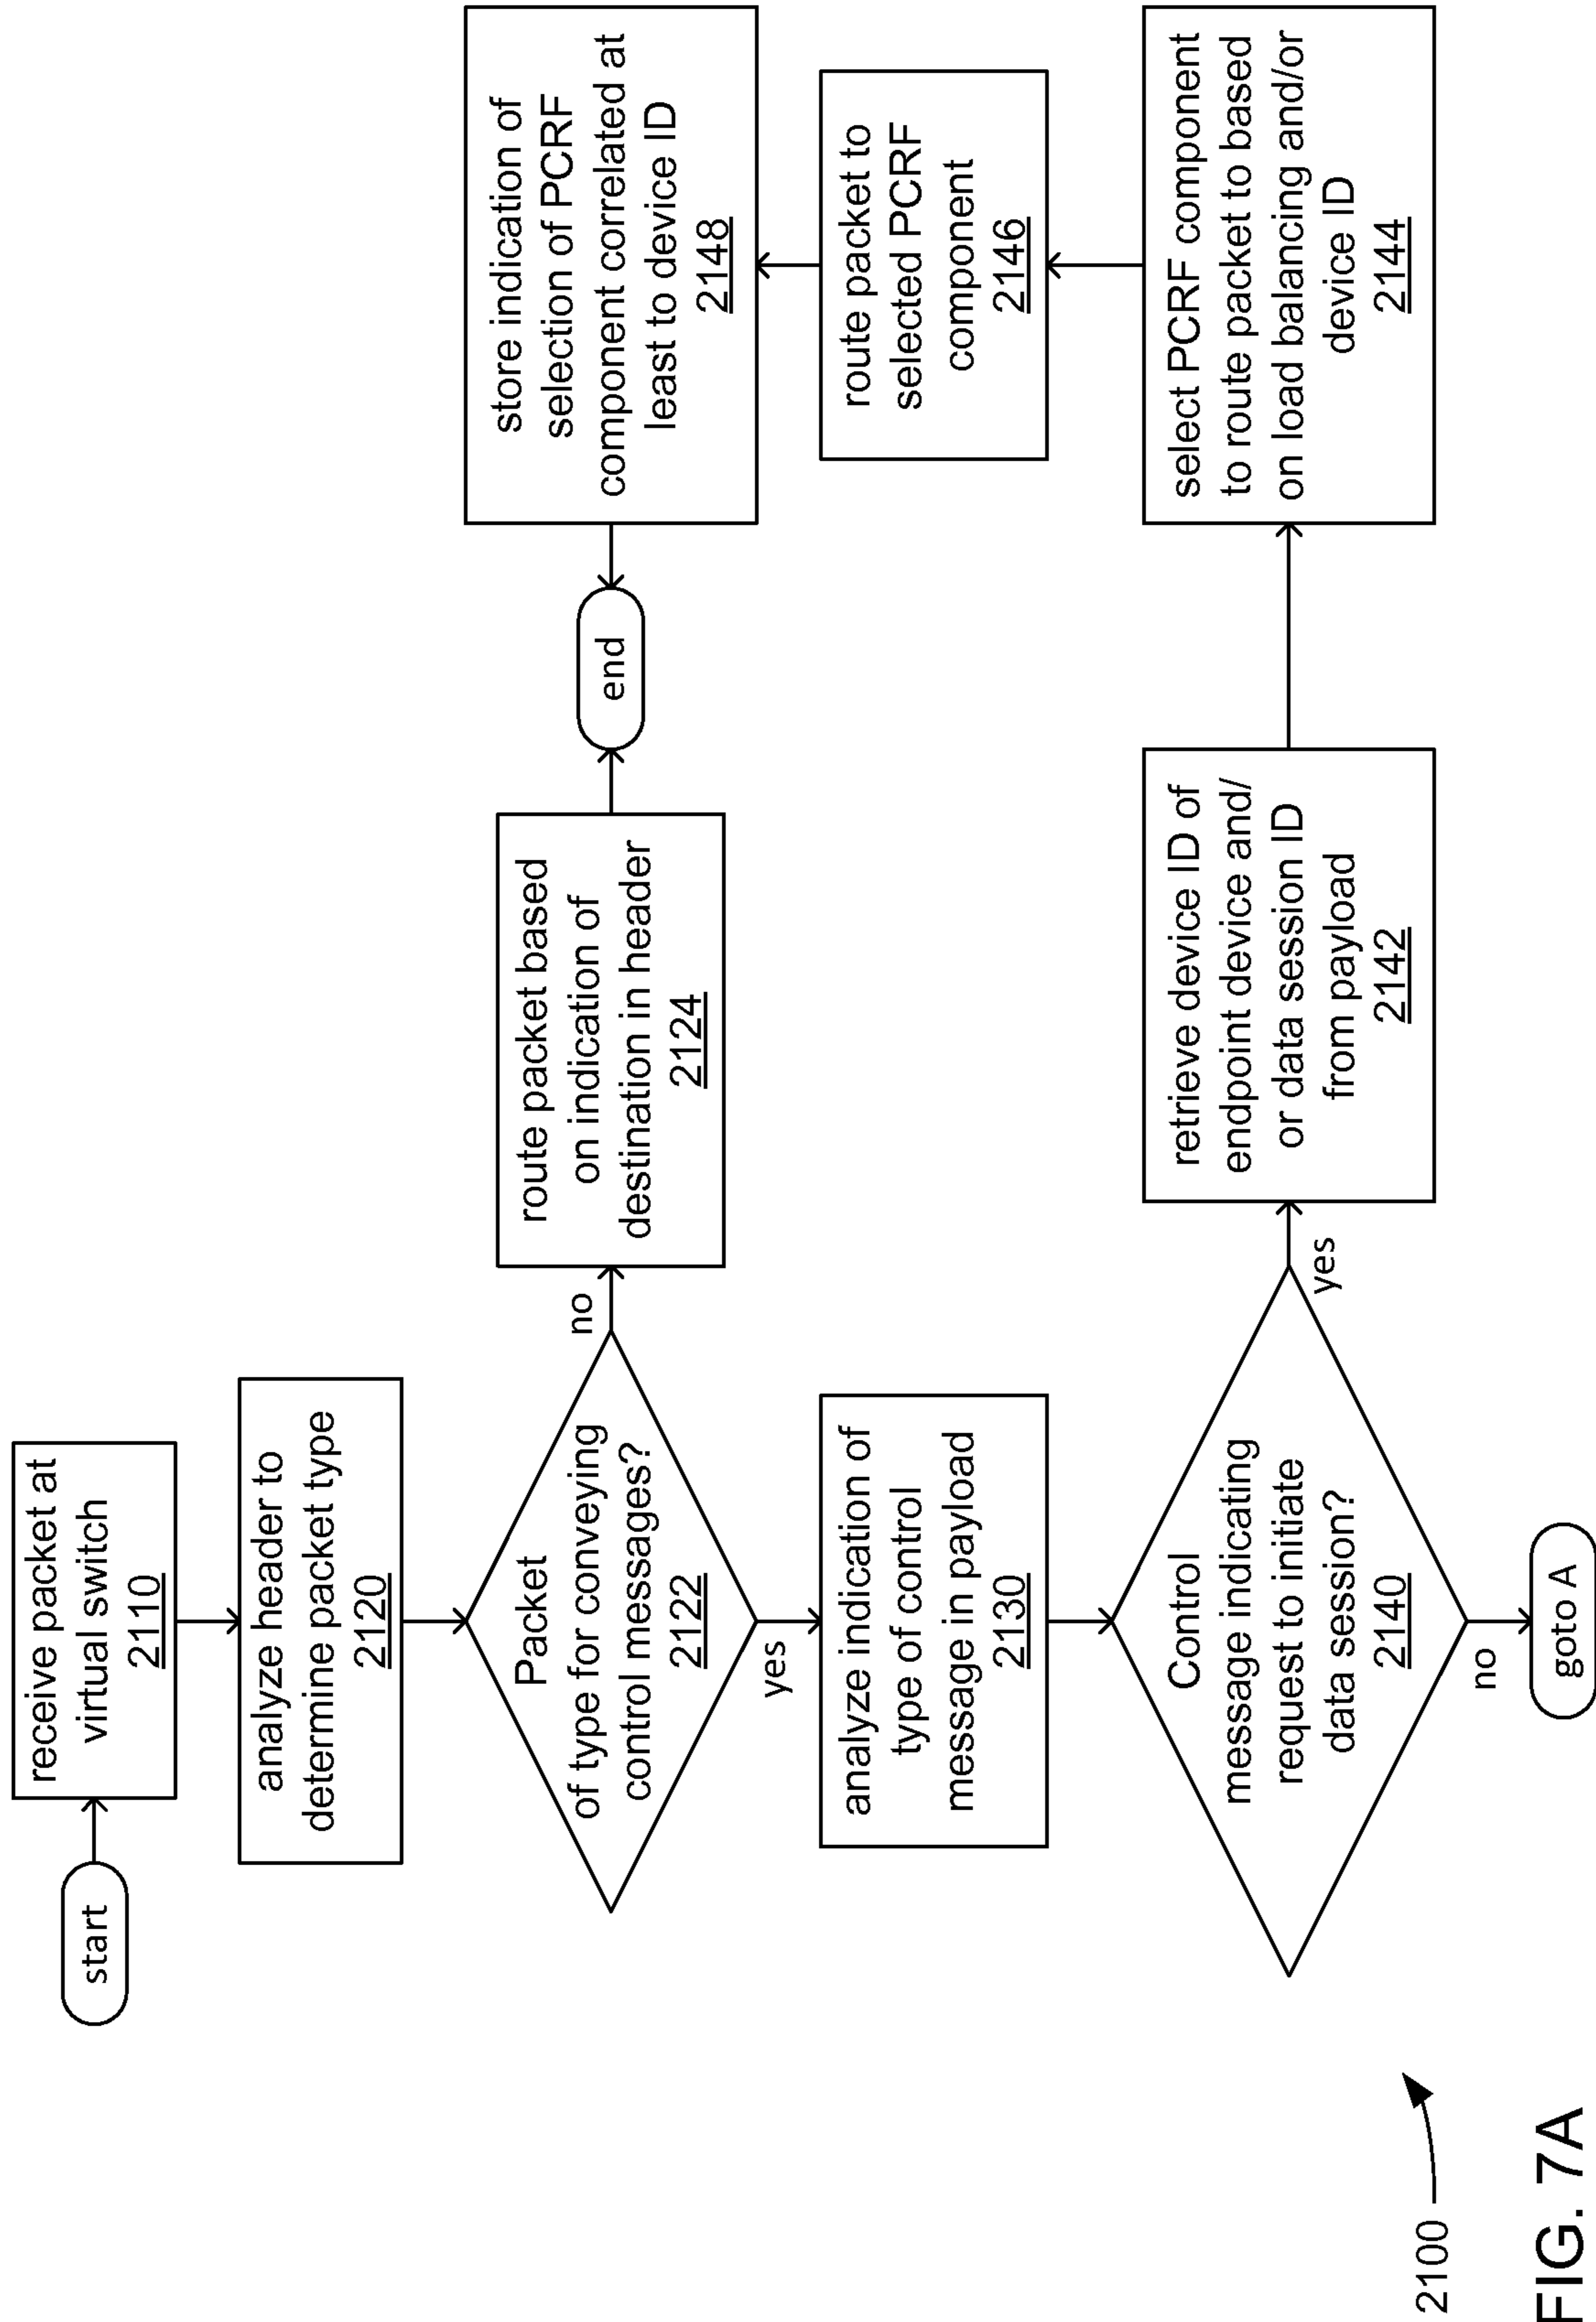 start
receive packet at
virtual switch
2110
analyze header to
determine packet type
2120
Packet
of type for conveying
control messages?
2122
no
route packet based
on indication of
destination in header
2124
end
yes
analyze indication of
type of control
message in payload
2130
Control
message indicating
request to initiate
data session?
2140
no
goto A
yes
retrieve device ID of
endpoint device and/
or data session ID
from payload
2142
select PCRF component
to route packet to based
on load balancing and/or
device ID
2144
route packet to
selected PCRF
component
2146
store indication of
selection of PCRF
component correlated at
least to device ID
2148
2100
FIG. 7A